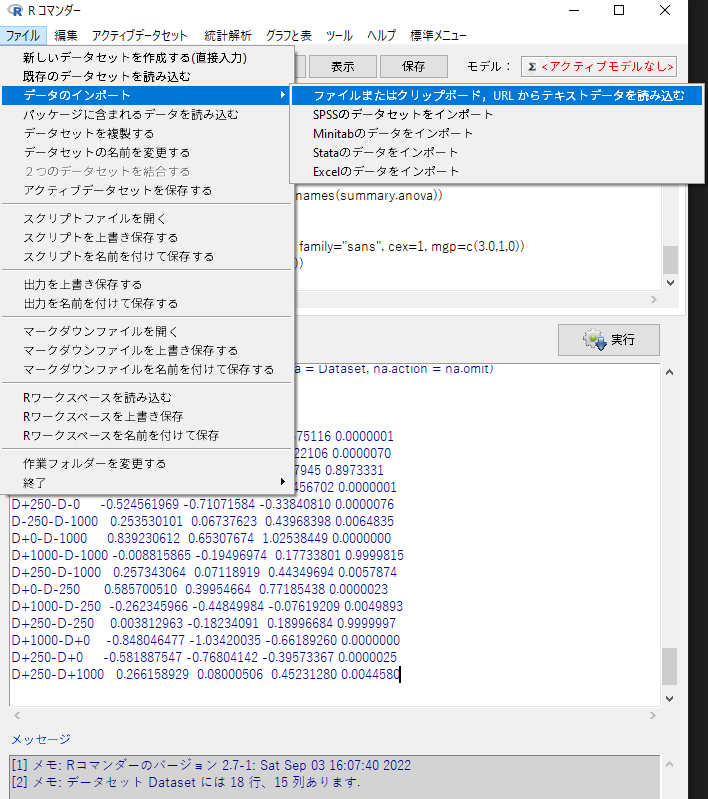 R コマンダー
ファイル 編集 アクティブデータセット 統計解析 グラフと表 ツール ヘルプ 標準メニュー
新しいデータセットを作成する(直接入力)
既存のデータセットを読み込む
表示 保存 モデル： Σ <アクティブモデルなし>
データのインポート
ファイルまたはクリップボード，URL からテキストデータを読み込む
パッケージに含まれるデータを読み込む
SPSSのデータセットをインポート
データセットを複製する
Minitabのデータをインポート
データセットの名前を変更する
Stataのデータをインポート
２つのデータセットを結合する
Excelのデータをインポート
アクティブデータセットを保存する
names(summary.anova))
スクリプトファイルを開く
スクリプトを上書き保存する
family="sans", cex=1, mgp=c(3.0,1,0))
スクリプトを名前を付けて保存する
))
出力を上書き保存する
出力を名前を付けて保存する
マークダウンファイルを開く
実行
マークダウンファイルを上書き保存する
マークダウンファイルを名前を付けて保存する
a = Dataset, na.action = na.omit)
Rワークスペースを読み込む
Rワークスペースを上書き保存
Rワークスペースを名前を付けて保存
75116 0.0000001
22106 0.0000070
作業フォルダーを変更する
7945 0.8973331
終了
456702 0.0000001
D+250-D-0 -0.524561969 -0.71071584 -0.33840810 0.0000076
D-250-D-1000 0.253530101 0.06737623 0.43968398 0.0064835
D+0-D-1000 0.839230612 0.65307674 1.02538449 0.0000000
D+1000-D-1000 -0.008815865 -0.19496974 0.17733801 0.9999815
D+250-D-1000 0.257343064 0.07118919 0.44349694 0.0057874
D+0-D-250 0.585700510 0.39954664 0.77185438 0.0000023
D+1000-D-250 -0.262345966 -0.44849984 -0.07619209 0.0049893
D+250-D-250 0.003812963 -0.18234091 0.18996684 0.9999997
D+1000-D+0 -0.848046477 -1.03420035 -0.66189260 0.0000000
D+250-D+0 -0.581887547 -0.76804142 -0.39573367 0.0000025
D+250-D+1000 0.266158929 0.08000506 0.45231280 0.0044580
メッセージ
[1] メモ: Rコマンダーのバージョン 2.7-1: Sat Sep 03 16:07:40 2022
[2] メモ: データセット Dataset には 18 行、15 列あります.